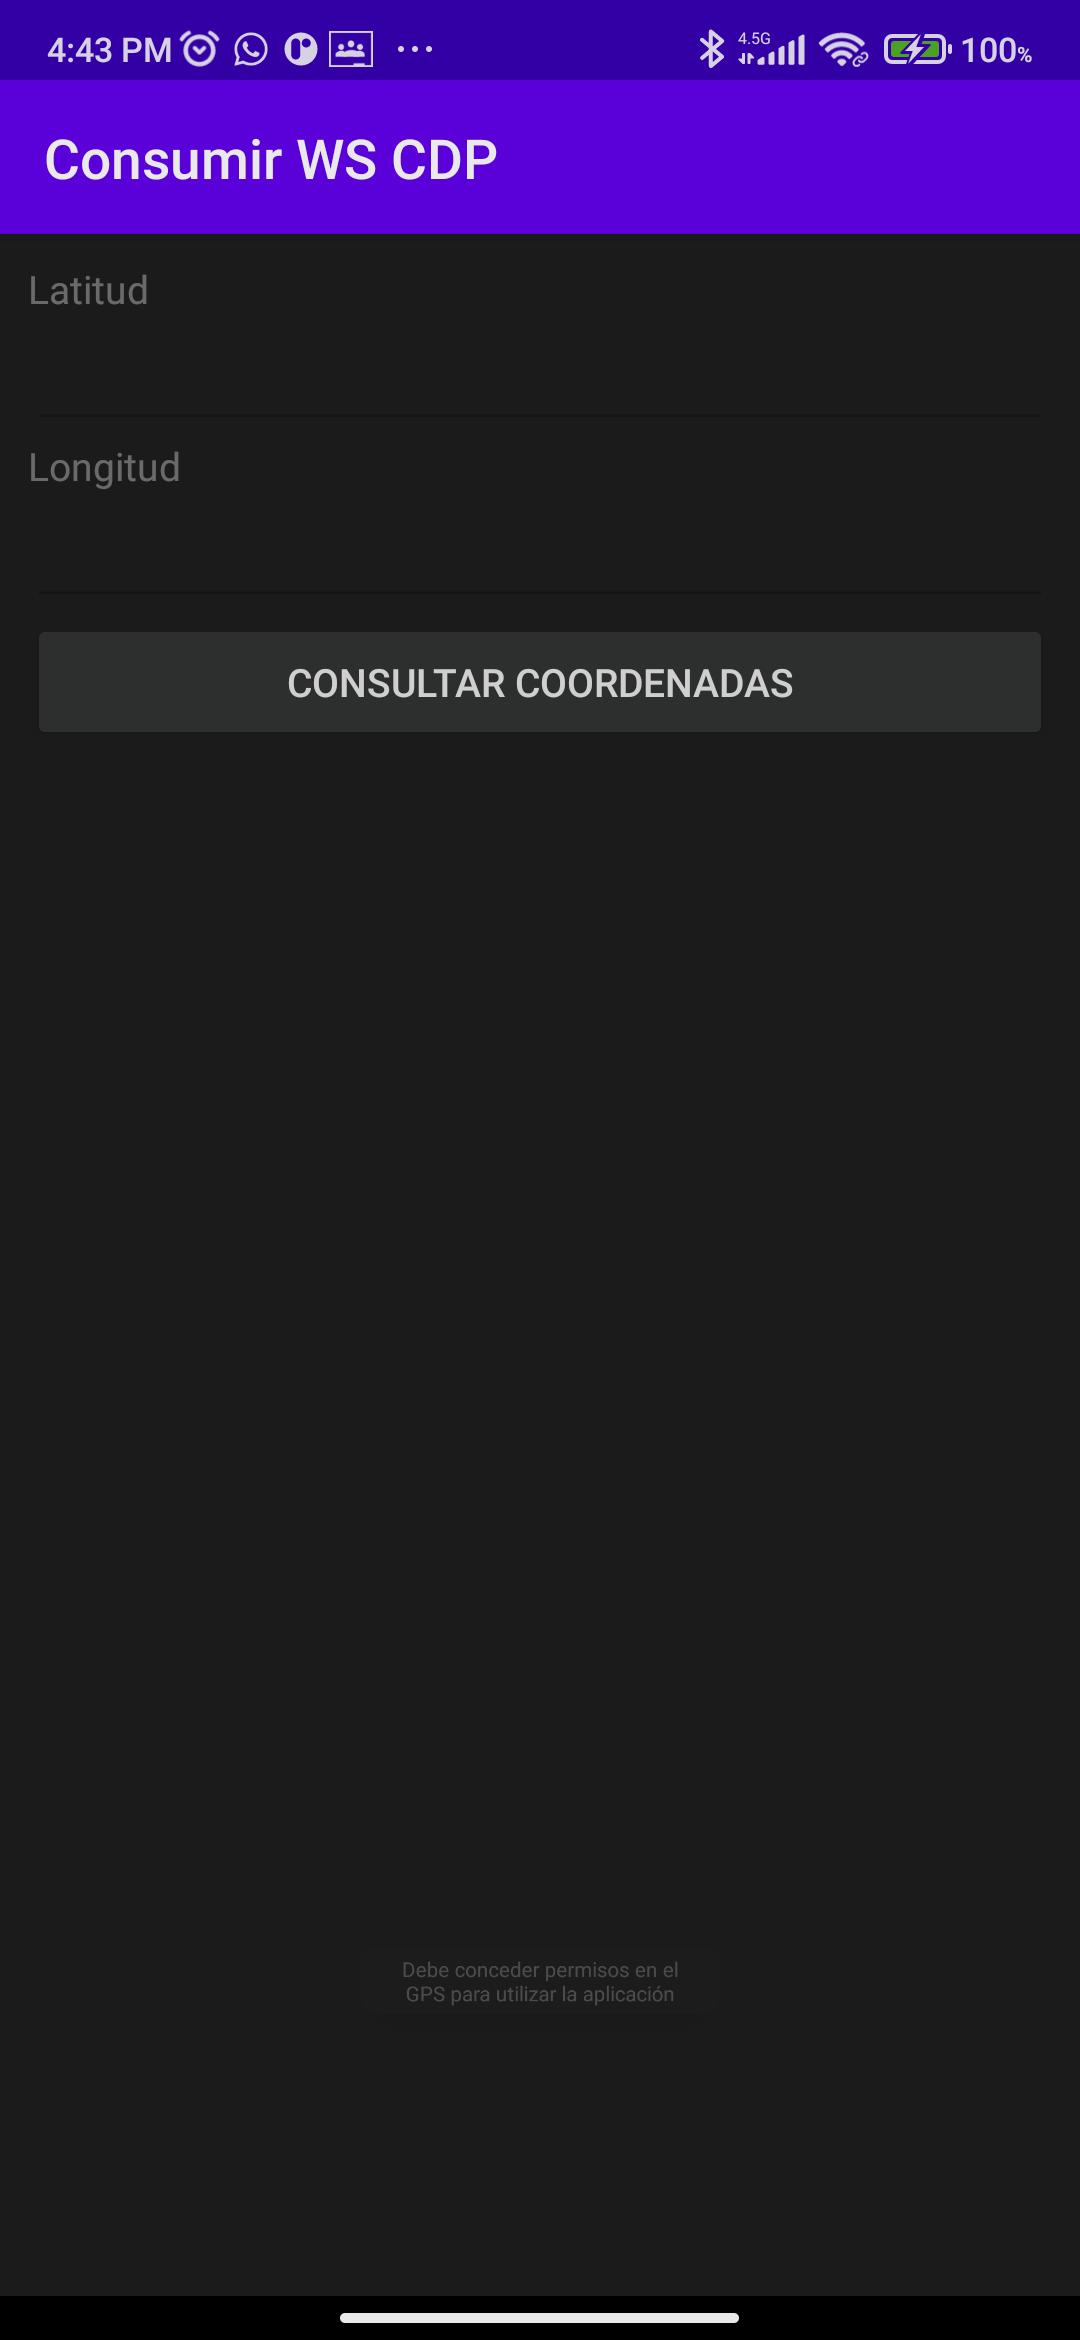 4:43 PM
4.5G
100%
Consumir WS CDP
Latitud
Longitud
CONSULTAR COORDENADAS
Debe conceder permisos en el
GPS para utilizar la aplicación